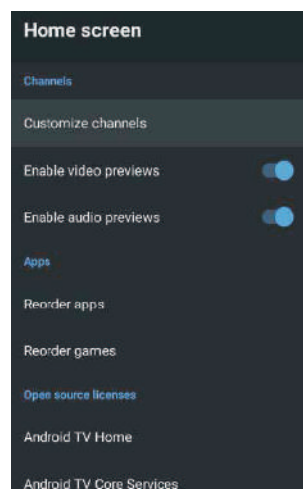 Home screen
Channels
Customize channels
Enable video previews
Enable audio previews
Apps
Reorder apps
Reorder games
Open source licenses
Android TV Home
Android TV Core Services